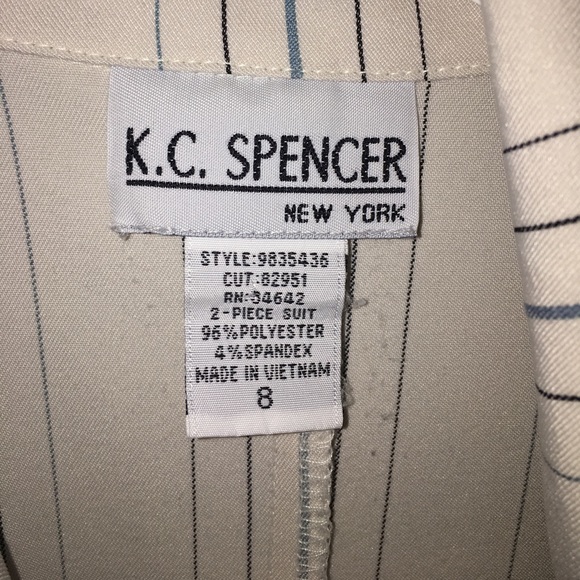 K.C. SPENCER
NEW YORK
STYLE:9835436
CUT:82951
RN:34642
2-PIECE SUIT
96%POLYESTER
4%SPANDEX
MADE IN VIETNAM
8